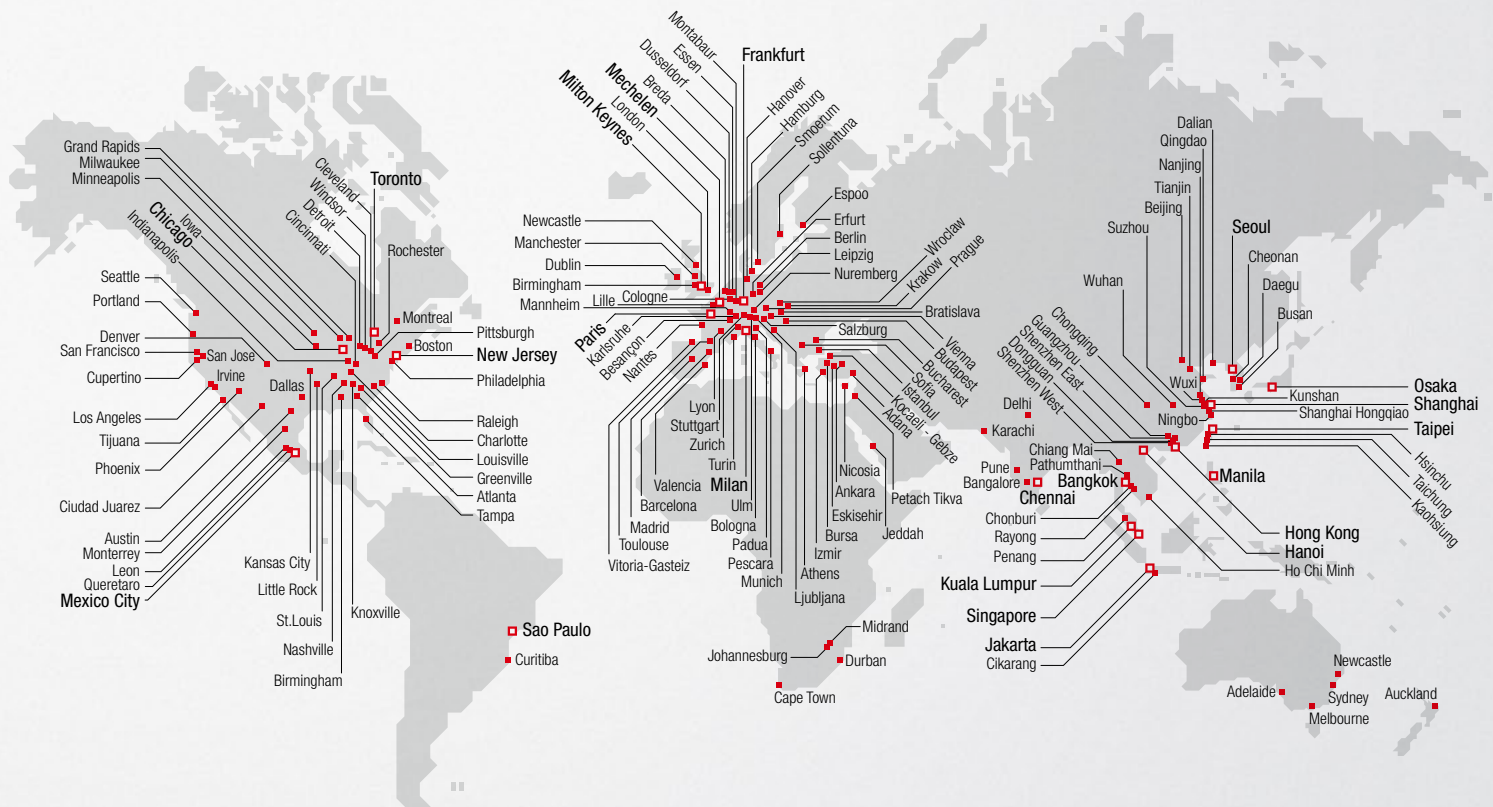 Grand Rapids
Milwaukee
Minneapolis
Iowa
Chicago
Indianapolis
Cleveland
Windsor
Detroit
Cincinnati
Toronto
Rochester
Seattle
Portland
Denver
San Francisco
San Jose
Cupertino
Irvine
Los Angeles
Tijuana
Phoenix
Dallas
Ciudad Juarez
Austin
Monterrey
Leon
Queretaro
Mexico City
Montreal
Pittsburgh
Boston
New Jersey
Philadelphia
Raleigh
Charlotte
Louisville
Greenville
Atlanta
Tampa
Kansas City
Little Rock
St.Louis
Nashville
Birmingham
Knoxville
Sao Paulo
Curitiba
Montabaur
Essen
Dusseldorf
Breda
Mechelen
London
Milton Keynes
Frankfurt
Hanover
Hamburg
Smoerum
Sollentuna
Newcastle
Manchester
Dublin
Birmingham
Mannheim
Lille
Cologne
Paris
Karlsruhe
Besançon
Nantes
Espoo
Erfurt
Berlin
Leipzig
Nuremberg
Wrocław
Krakow
Prague
Bratislava
Salzburg
Vienna
Budapest
Bucharest
Sofia
Istanbul
Kocaeli - Gebze
Adana
Lyon
Stuttgart
Zurich
Turin
Milan
Ulm
Bologna
Padua
Pescara
Munich
Valencia
Barcelona
Madrid
Toulouse
Vitoria-Gasteiz
Nicosia
Ankara
Eskisehir
Bursa
Izmir
Athens
Ljubljana
Petach Tikva
Jeddah
Midrand
Johannesburg
Durban
Cape Town
Dalian
Qingdao
Nanjing
Tianjin
Beijing
Suzhou
Wuhan
Seoul
Cheonan
Daegu
Busan
Chongqing
Guangzhou
Shenzhen East
Dongguan
Shenzhen West
Wuxi
Ningbo
Kunshan
Osaka
Shanghai
Shanghai Hongqiao
Taipei
Hsinchu
Taichung
Kaohsiung
Delhi
Karachi
Pune
Bangalore
Chennai
Chiang Mai
Pathumthani
Bangkok
Manila
Chonburi
Rayong
Penang
Kuala Lumpur
Singapore
Jakarta
Cikarang
Hong Kong
Hanoi
Ho Chi Minh
Newcastle
Adelaide
Sydney
Melbourne
Auckland